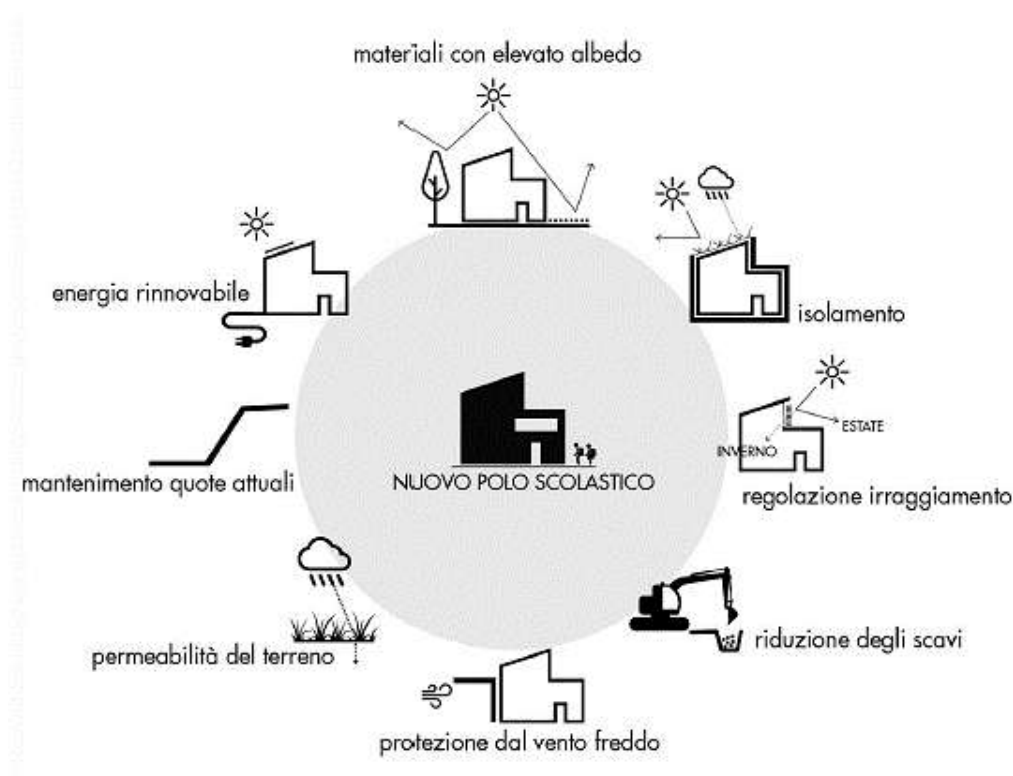 materiali con elevato albedo
energia rinnovabile
isolamento
ESTATE
INVERNO
mantenimento quote attuali
NUOVO POLO SCOLASTICO
regolazione irraggiamento
permeabilità del terreno
riduzione degli scavi
protezione dal vento freddo